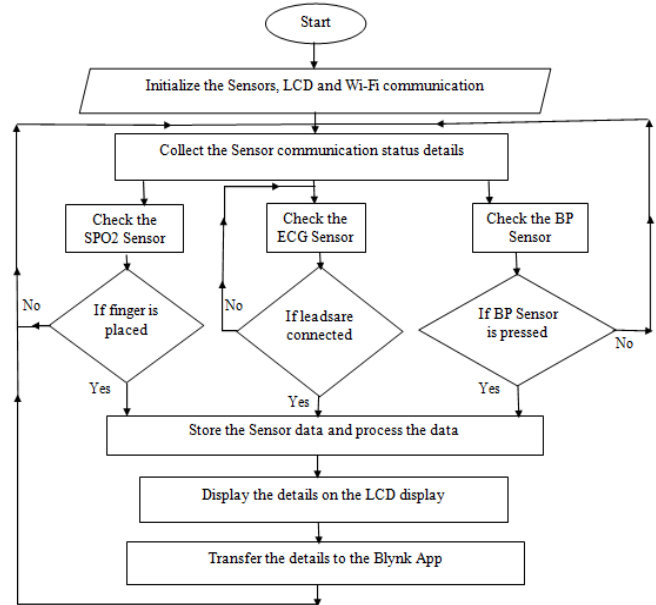 Start
Initialize the Sensors, LCD and Wi-Fi communication
Collect the Sensor communication status details
Check the
SPO2 Sensor
Check the
ECG Sensor
Check the BP
Sensor
No
If finger is
placed
No
If leadsare
connected
If BP Sensor
is pressed
No
Yes
Yes
Yes
Store the Sensor data and process the data
Display the details on the LCD display
Transfer the details to the Blynk App